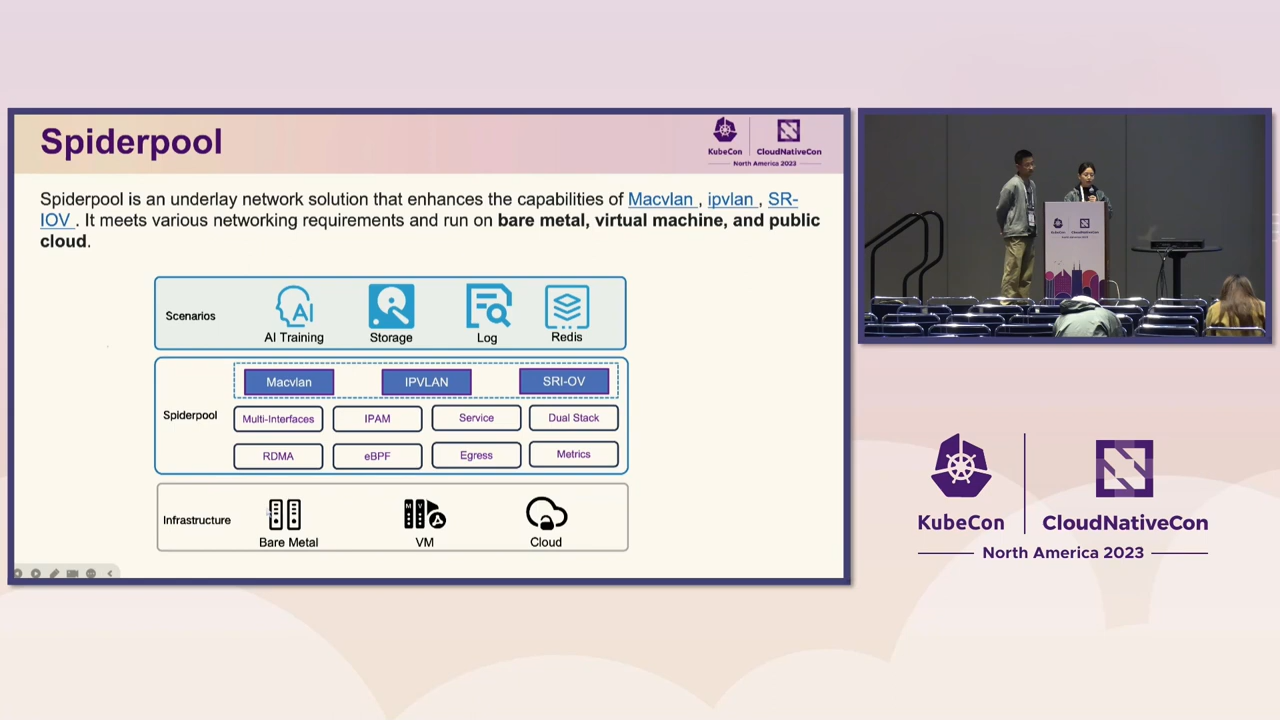 Spiderpool
KubeCon
CloudNativeCon
North America 2023
Spiderpool is an underlay network solution that enhances the capabilities of Macvlan , ipvlan , SR-
IOV . It meets various networking requirements and run on bare metal, virtual machine, and public
cloud.
Scenarios
AI
AI Training
Storage
Log
Redis
Spiderpool
Macvlan
IPVLAN
SRI-OV
Multi-Interfaces
IPAM
Service
Dual Stack
RDMA
eBPF
Egress
Metrics
Infrastructure
Bare Metal
VM
Cloud
KubeCon
CloudNativeCon
North America 2023